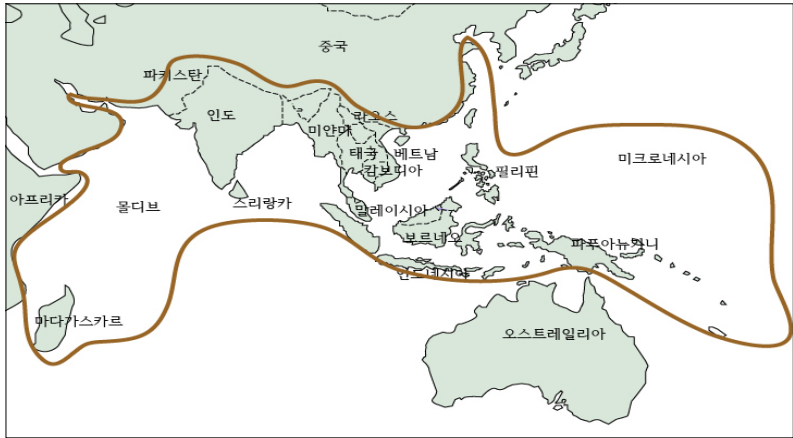 중국
파키스탄
인도
라오스
미얀마
태국
베트남
캄보디아
필리핀
미크로네시아
아프리카
몰디브
스리랑카
말레이시아
보르네오
파푸아뉴기니
인도네시아
마다가스카르
오스트레일리아